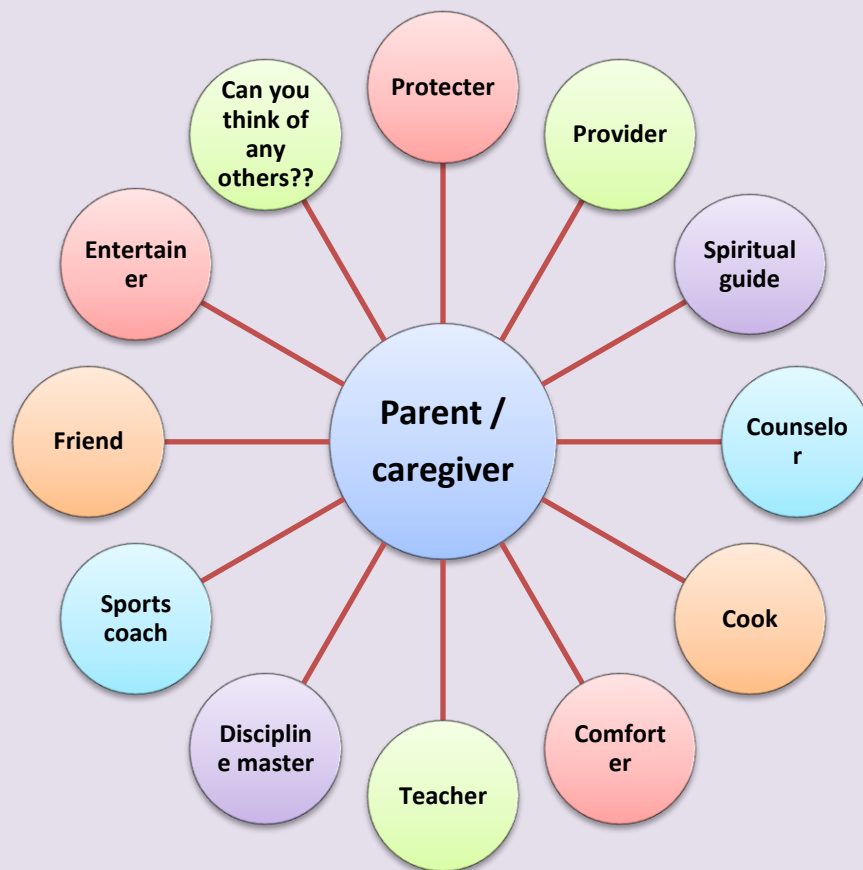 Parent /
caregiver
Protecter
Provider
Spiritual
guide
Counselo
r
Cook
Comfort
er
Teacher
Disciplin
e master
Sports
coach
Friend
Entertain
er
Can you
think of
any
others??